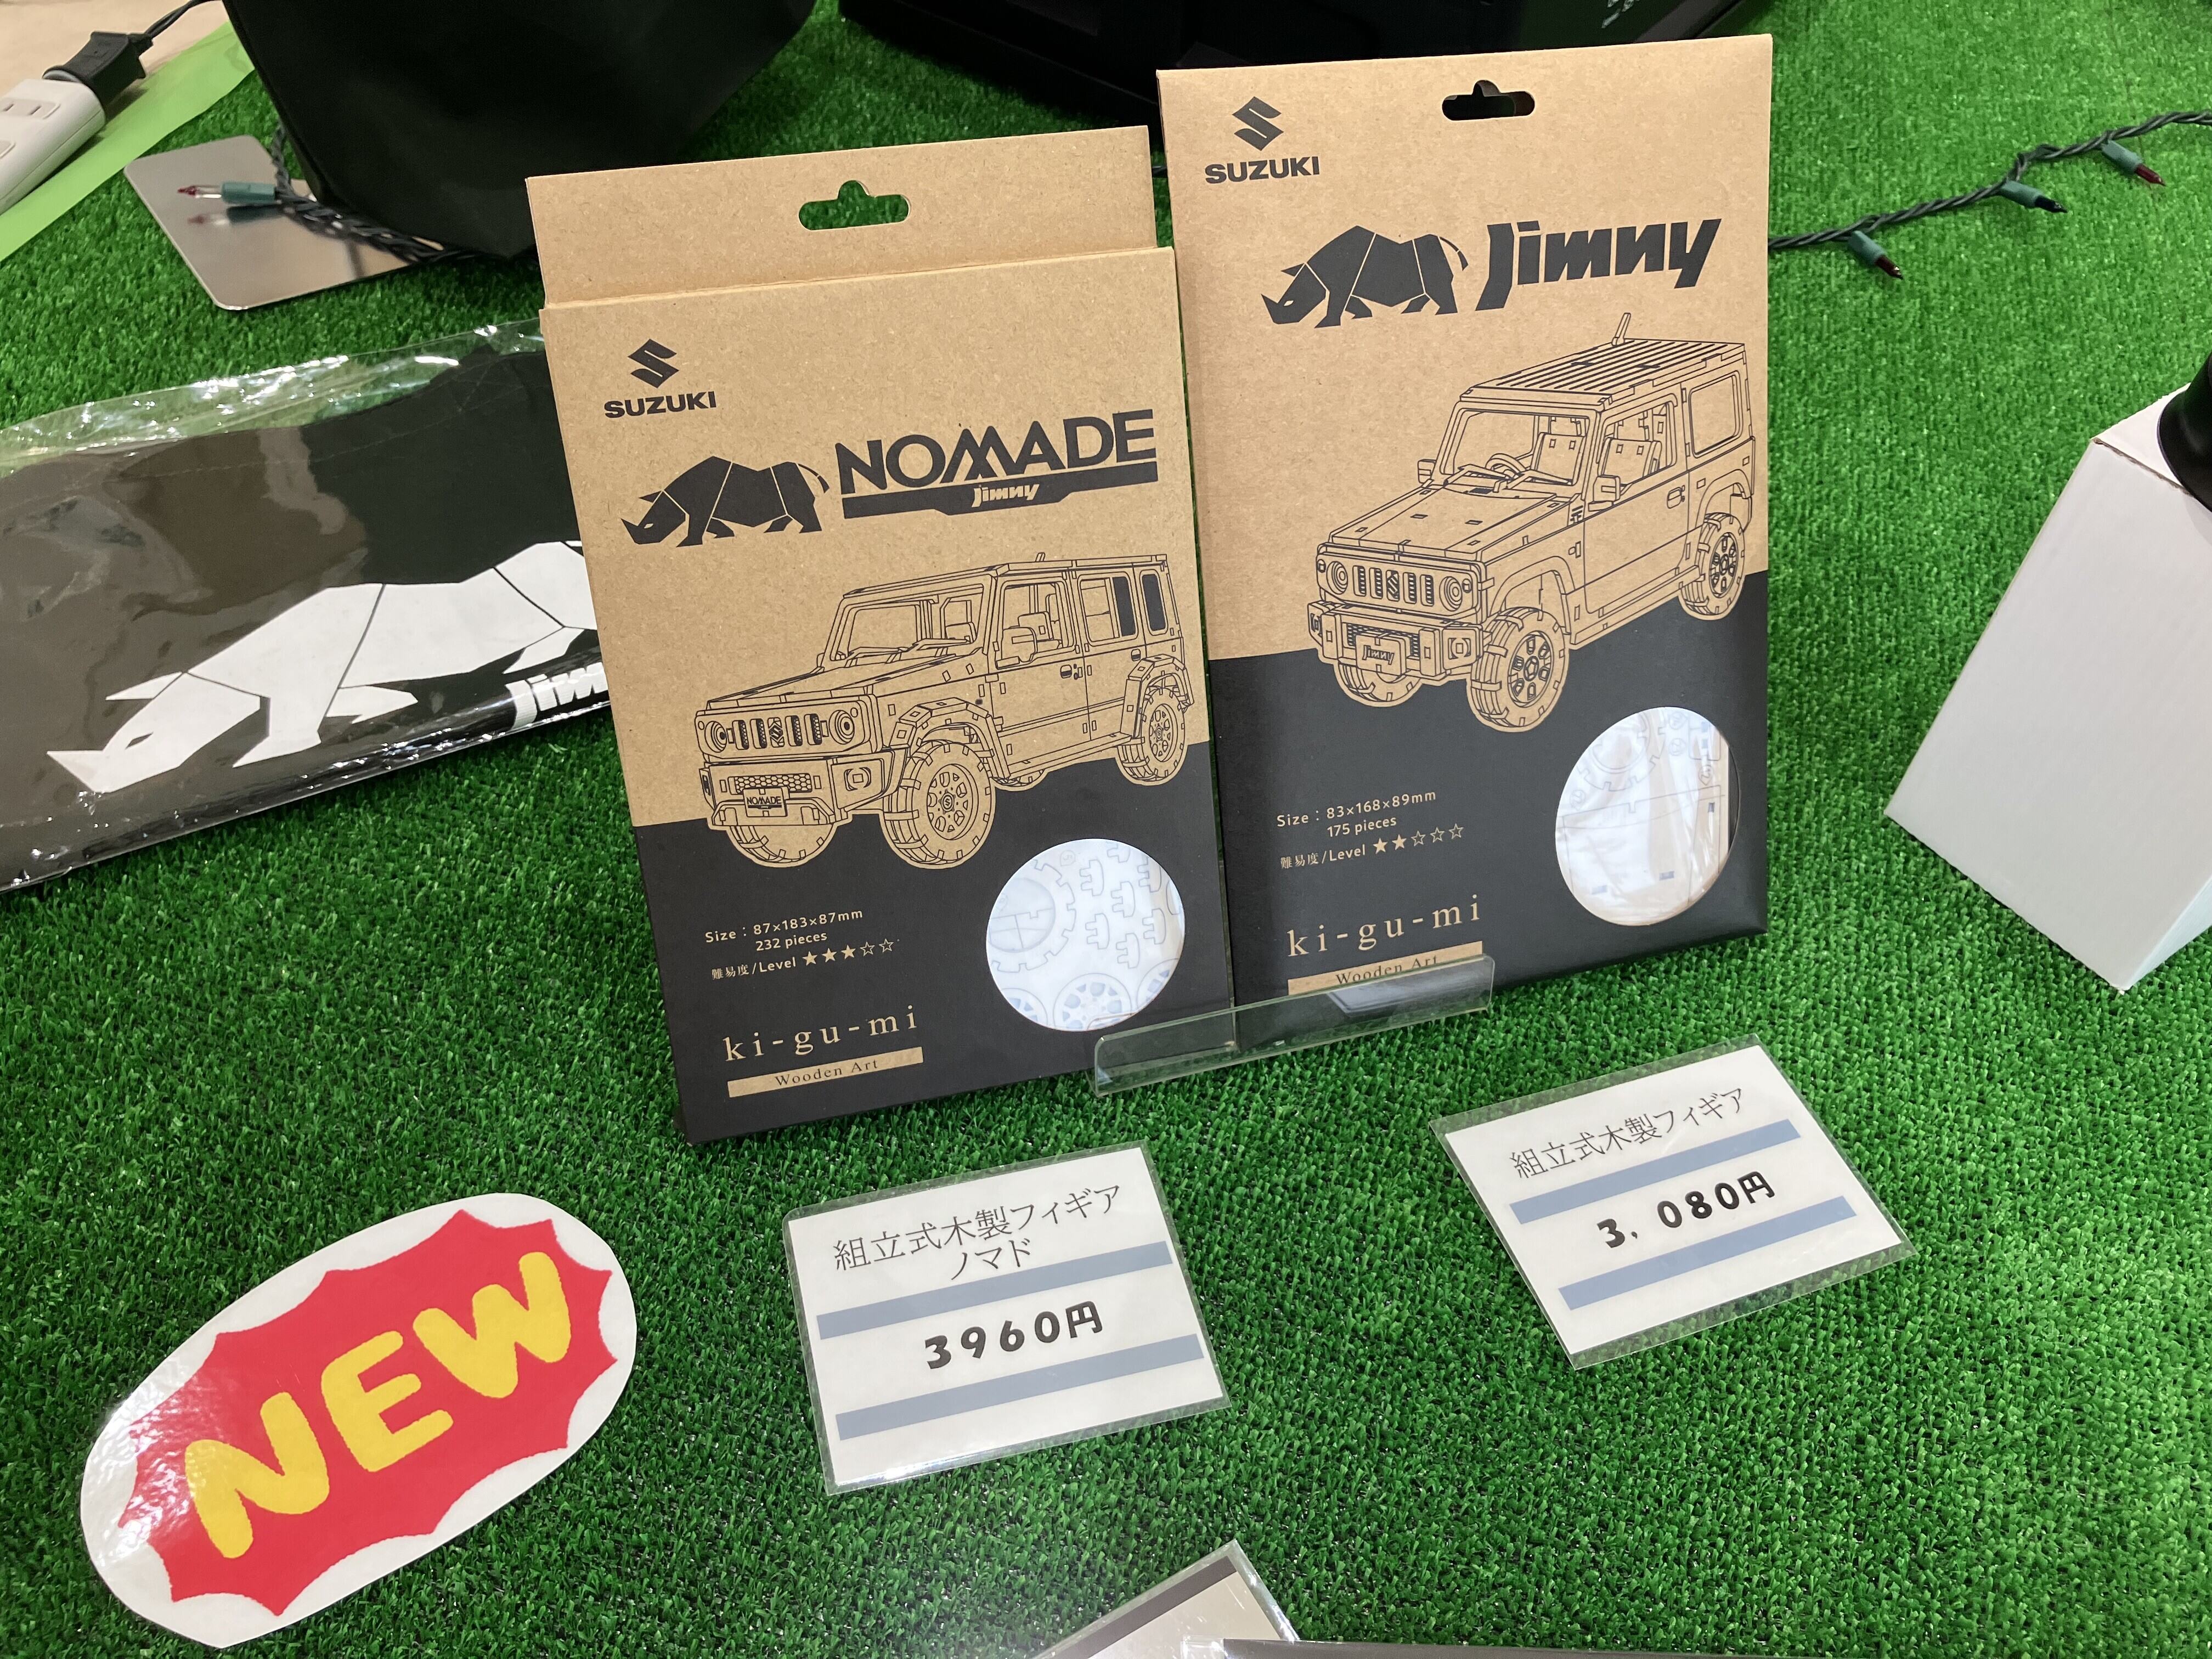 SUZUKI
NOMADE
Jimny
NOMADE
Size : 87×183×87mm
232 pieces
難易度/Level ★★★☆☆
ki-gu-mi
Wooden Art
SUZUKI
Jimny
Jimny
Size : 83×168×89mm
175 pieces
難易度/Level ★★☆☆☆
ki-gu-mi
Wooden Art
組立式木製フィギア
ノマド
3960円
組立式木製フィギア
3,080円
NEW